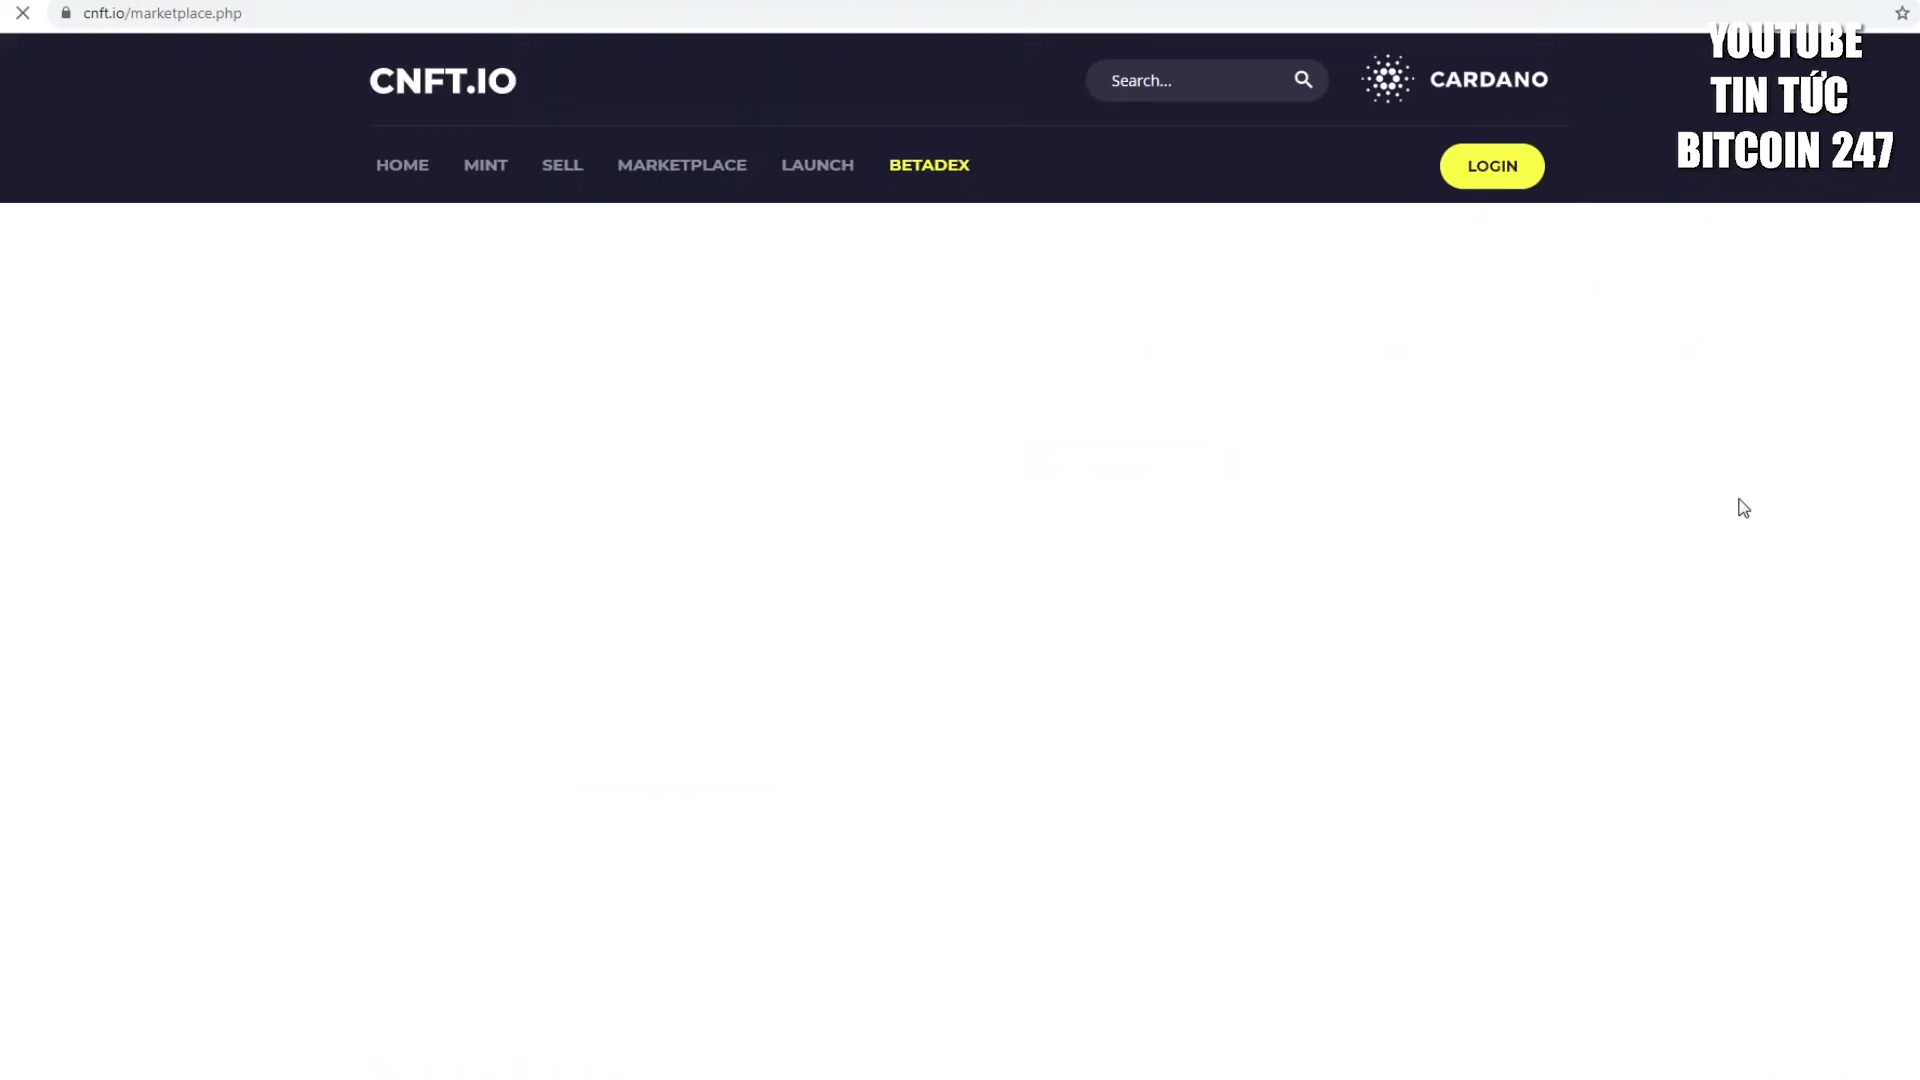 cnft.io/marketplace.php
CNFT.IO
Search...
CARDANO
YOUTUBE
TIN TỨC
BITCOIN 247
HOME MINT SELL MARKETPLACE LAUNCH BETADEX
LOGIN